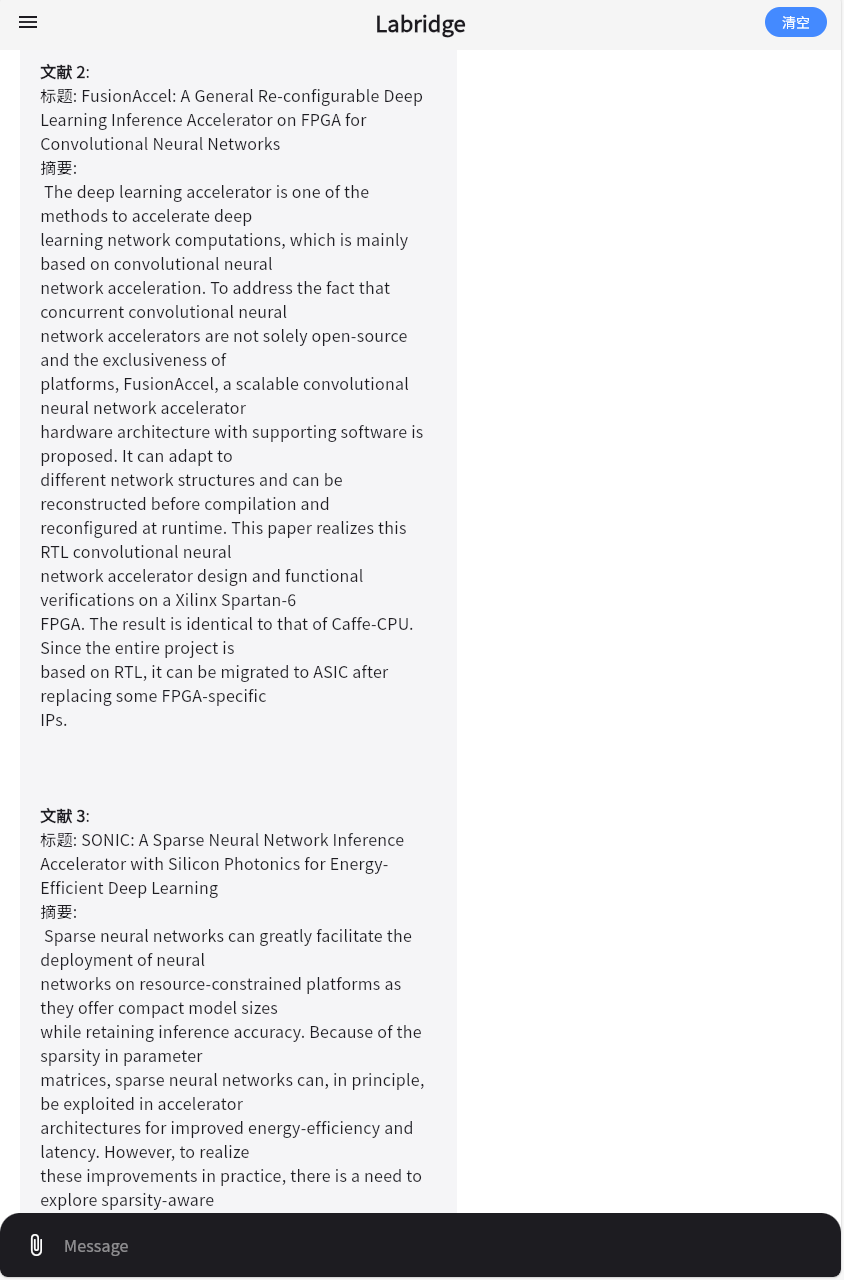 Labridge
清空
文献 2:
标题: FusionAccel: A General Re-configurable Deep
Learning Inference Accelerator on FPGA for
Convolutional Neural Networks
摘要:
The deep learning accelerator is one of the
methods to accelerate deep
learning network computations, which is mainly
based on convolutional neural
network acceleration. To address the fact that
concurrent convolutional neural
network accelerators are not solely open-source
and the exclusiveness of
platforms, FusionAccel, a scalable convolutional
neural network accelerator
hardware architecture with supporting software is
proposed. It can adapt to
different network structures and can be
reconstructed before compilation and
reconfigured at runtime. This paper realizes this
RTL convolutional neural
network accelerator design and functional
verifications on a Xilinx Spartan-6
FPGA. The result is identical to that of Caffe-CPU.
Since the entire project is
based on RTL, it can be migrated to ASIC after
replacing some FPGA-specific
IPs.
文献 3:
标题: SONIC: A Sparse Neural Network Inference
Accelerator with Silicon Photonics for Energy-
Efficient Deep Learning
摘要:
Sparse neural networks can greatly facilitate the
deployment of neural
networks on resource-constrained platforms as
they offer compact model sizes
while retaining inference accuracy. Because of the
sparsity in parameter
matrices, sparse neural networks can, in principle,
be exploited in accelerator
architectures for improved energy-efficiency and
latency. However, to realize
these improvements in practice, there is a need to
explore sparsity-aware
Message